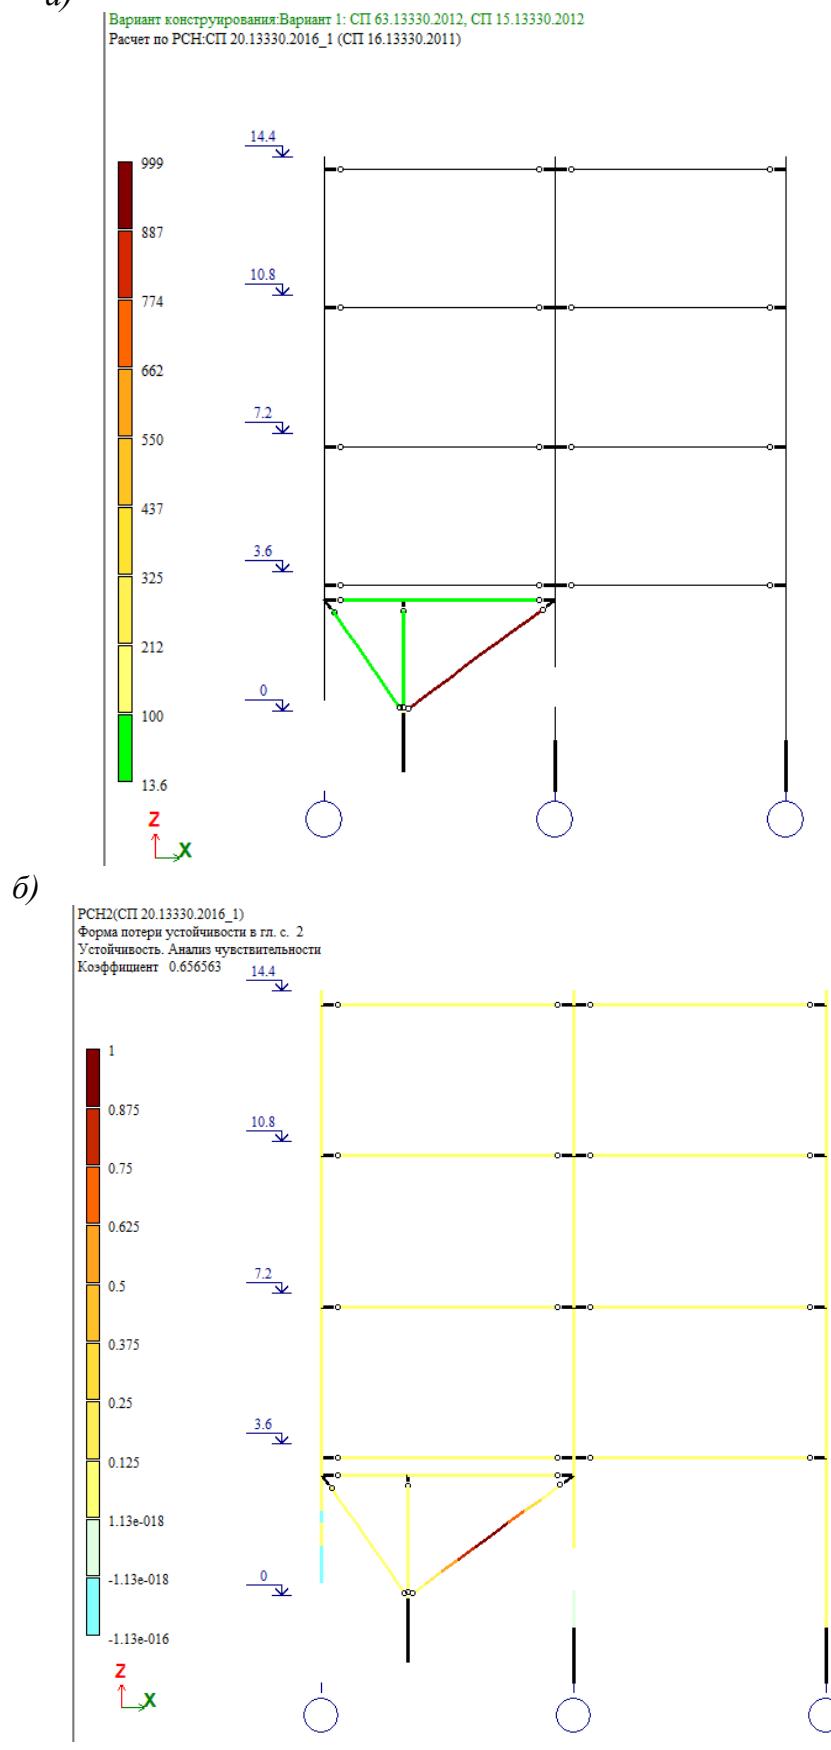 а)
Вариант конструирования:Вариант 1: СП 63.13330.2012, СП 15.13330.2012
Расчет по РСН:СП 20.13330.2016_1 (СП 16.13330.2011)
14.4
999
887
10.8
774
662
7.2
550
437
3.6
325
212
0
100
13.6
Z
X
б)
РСН2(СП 20.13330.2016_1)
Форма потери устойчивости в гл. с. 2
Устойчивость. Анализ чувствительности
Коэффициент 0.656563
14.4
1
0.875
10.8
0.75
0.625
7.2
0.5
0.375
0.25
3.6
0.125
1.13e-018
-1.13e-018
0
-1.13e-016
Z
X